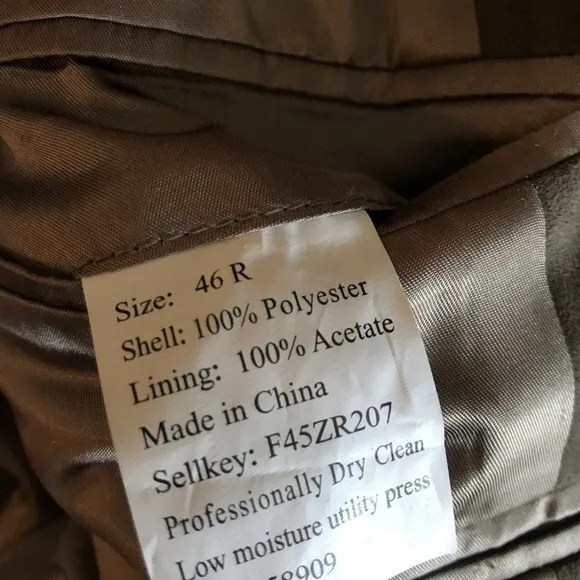 Size: 46 R
Shell: 100% Polyester
Lining: 100% Acetate
Made in China
Sellkey: F45ZR207
Professionally Dry Clean
Low moisture utility press